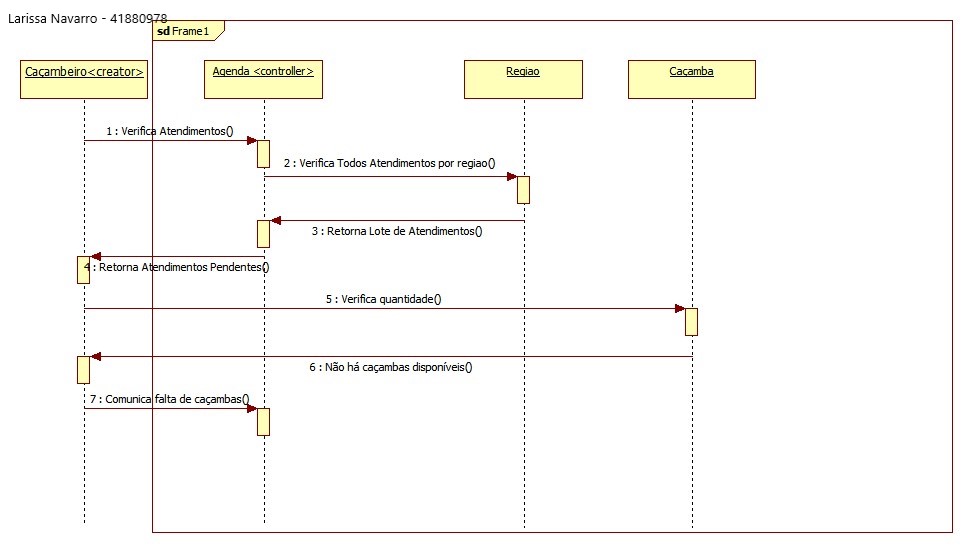 Larissa Navarro - 41880978
sd Frame1
Caçambeiro<creator>
Agenda <controller>
Regiao
Caçamba
1 : Verifica Atendimentos()
2 : Verifica Todos Atendimentos por regiao()
3 : Retorna Lote de Atendimentos()
4 : Retorna Atendimentos Pendentes()
5 : Verifica quantidade()
6 : Não há caçambas disponíveis()
7 : Comunica falta de caçambas()